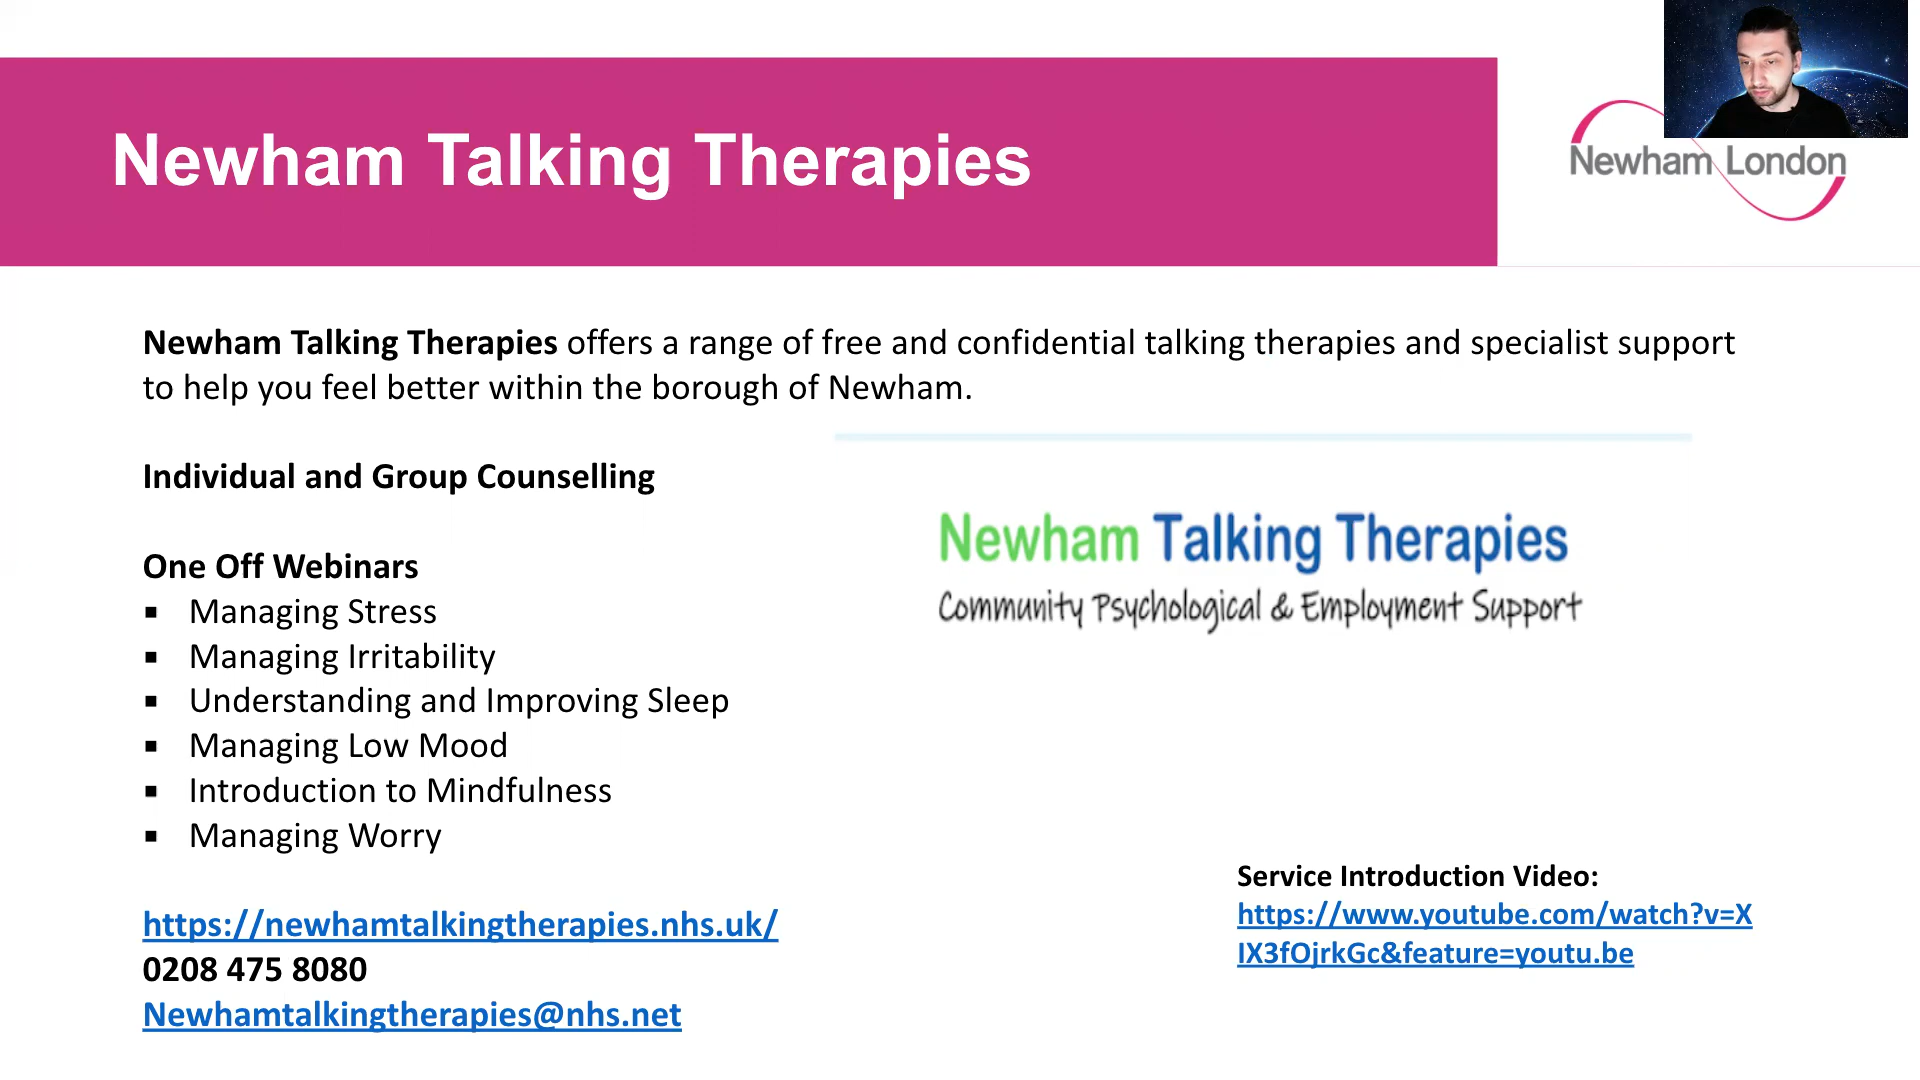 Newham Talking Therapies
Newham London
Newham Talking Therapies offers a range of free and confidential talking therapies and specialist support
to help you feel better within the borough of Newham.
Individual and Group Counselling
One Off Webinars
▪ Managing Stress
▪ Managing Irritability
▪ Understanding and Improving Sleep
▪ Managing Low Mood
▪ Introduction to Mindfulness
▪ Managing Worry
https://newhamtalkingtherapies.nhs.uk/
0208 475 8080
Newhamtalkingtherapies@nhs.net
Newham Talking Therapies
Community Psychological & Employment Support
Service Introduction Video:
https://www.youtube.com/watch?v=X
IX3fOjrkGc&feature=youtu.be